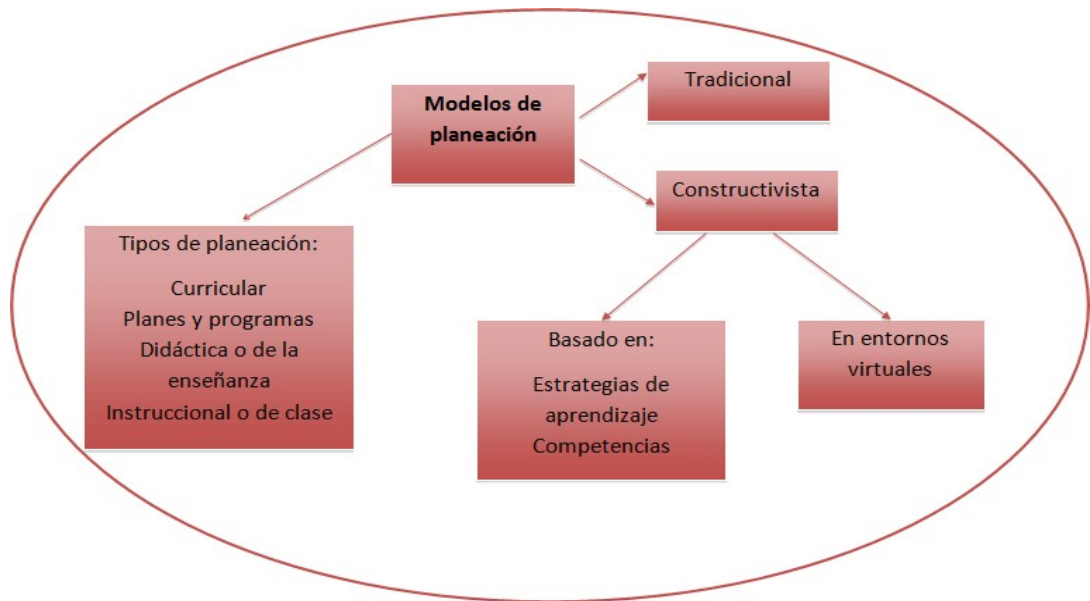 Modelos de
planeación
Tradicional
Constructivista
Tipos de planeación:
Curricular
Planes y programas
Didáctica o de la
enseñanza
Instruccional o de clase
Basado en:
Estrategias de
aprendizaje
Competencias
En entornos
virtuales